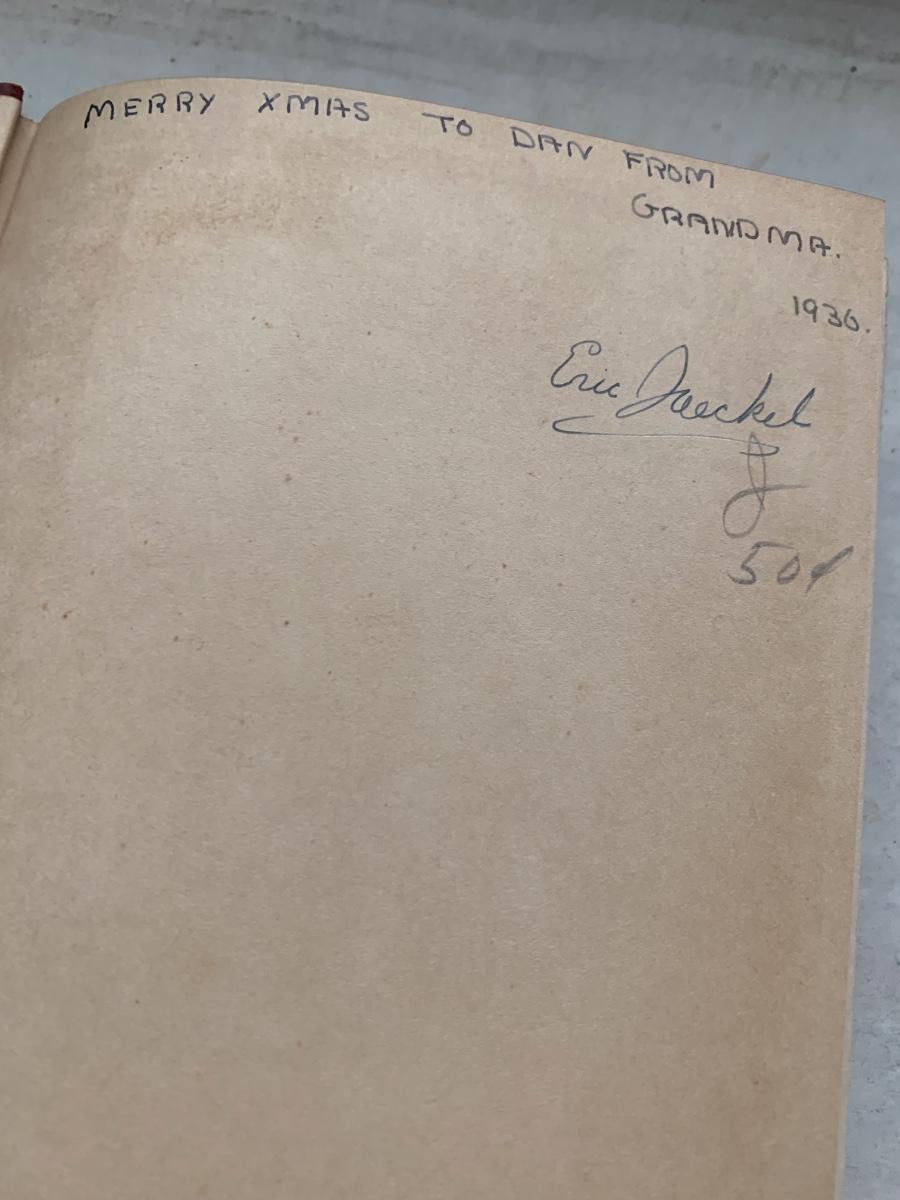 MERRY XMAS TO DAN FROM
GRANDMA.
1936.
Eric Jaeckel
J
50¢